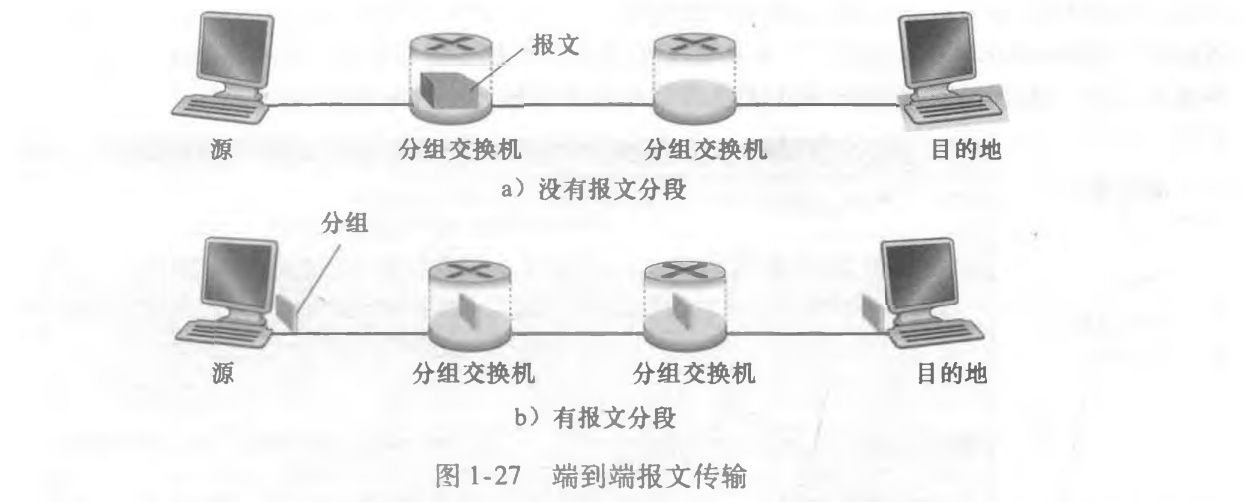 报文
源 分组交换机 分组交换机 目的地
a）没有报文分段
分组
源 分组交换机 分组交换机 目的地
b）有报文分段
图 1-27 端到端报文传输